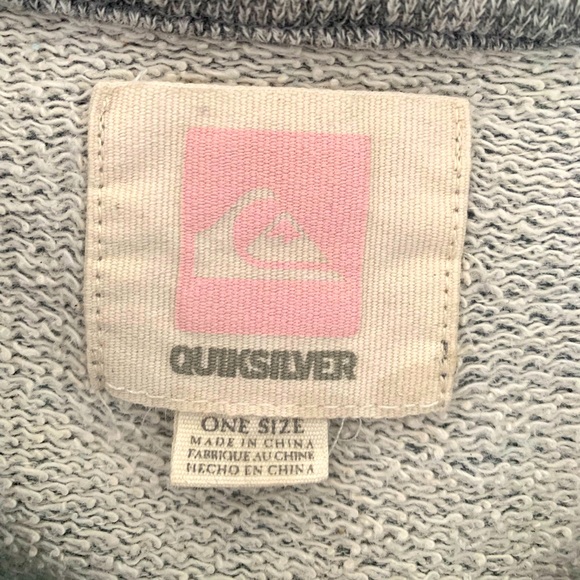 QUIKSILVER
ONE SIZE
MADE IN CHINA
FABRIQUE AU CHINE
HECHO EN CHINA